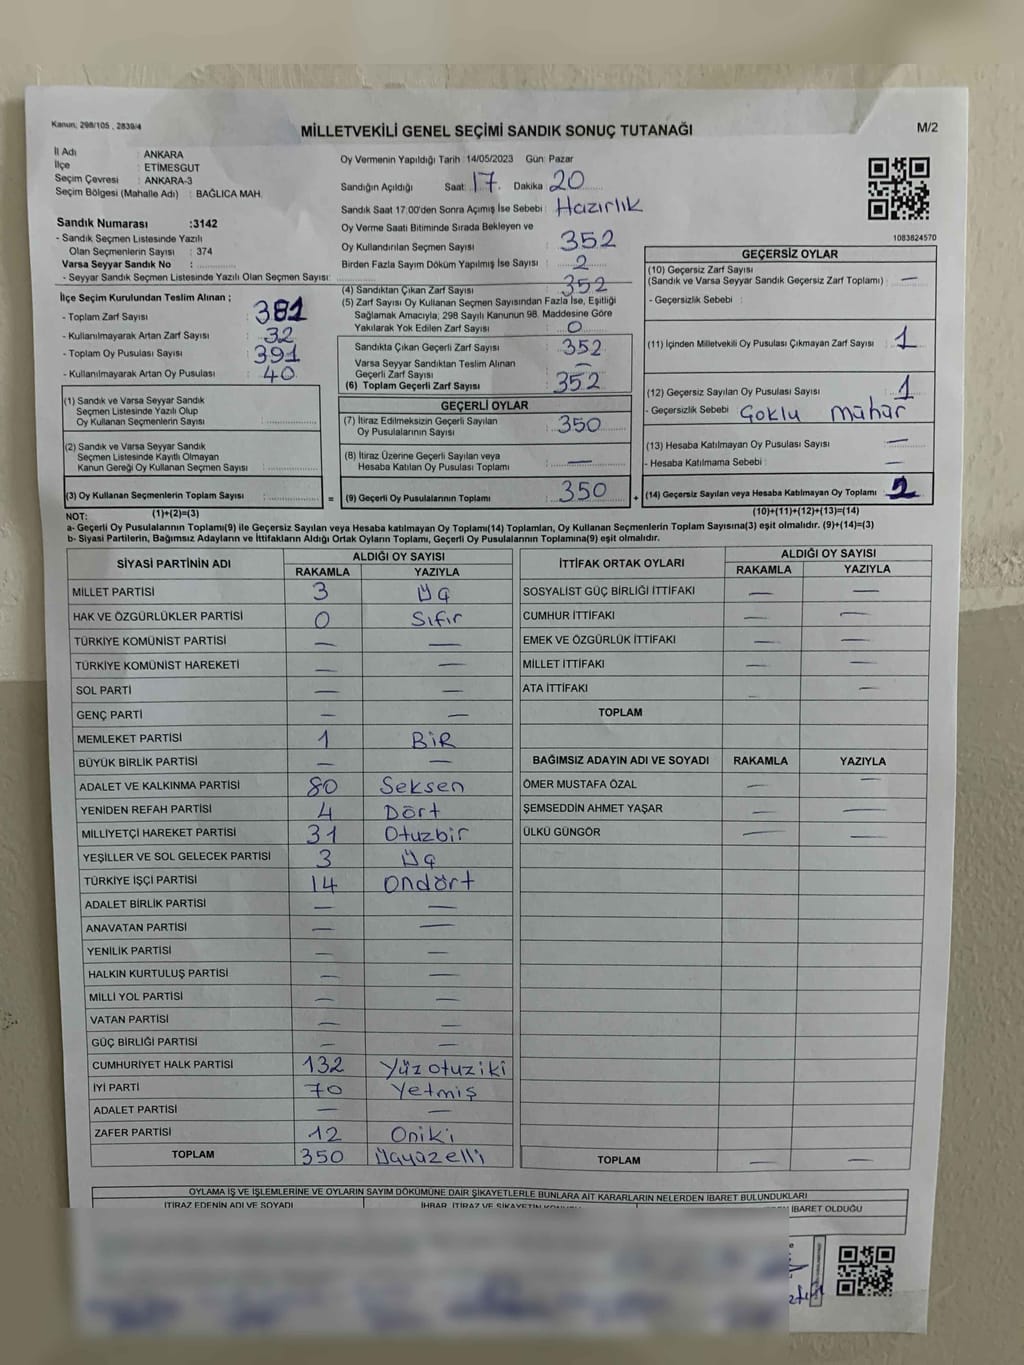 Kanun, 298/105 , 2839/4
MİLLETVEKİLİ GENEL SEÇİMİ SANDIK SONUÇ TUTANAĞI
M/2
İl Adı : ANKARA
İlçe : ETİMESGUT
Seçim Çevresi : ANKARA-3
Seçim Bölgesi (Mahalle Adı) : BAĞLICA MAH.
Sandık Numarası :3142
- Sandık Seçmen Listesinde Yazılı
Olan Seçmenlerin Sayısı : 374
Varsa Seyyar Sandık No :
- Seyyar Sandık Seçmen Listesinde Yazılı Olan Seçmen Sayısı:
İlçe Seçim Kurulundan Teslim Alınan ;
- Toplam Zarf Sayısı : 381
- Kullanılmayarak Artan Zarf Sayısı : 32
- Toplam Oy Pusulası Sayısı : 391
- Kullanılmayarak Artan Oy Pusulası : 40
(1) Sandık ve Varsa Seyyar Sandık
Seçmen Listesinde Yazılı Olup
Oy Kullanan Seçmenlerin Sayısı :
(2) Sandık ve Varsa Seyyar Sandık
Seçmen Listesinde Kayıtlı Olmayan
Kanun Gereği Oy Kullanan Seçmen Sayısı :
(3) Oy Kullanan Seçmenlerin Toplam Sayısı :
(1)+(2)=(3)
Oy Vermenin Yapıldığı Tarih :14/05/2023 Gün: Pazar
Sandığın Açıldığı Saat: 17 Dakika 20
Sandık Saat 17:00'den Sonra Açılmış İse Sebebi : Hazırlık
Oy Verme Saati Bitiminde Sırada Bekleyen ve
Oy Kullandırılan Seçmen Sayısı : 352
Birden Fazla Sayım Döküm Yapılmış İse Sayısı : 2
(4) Sandıktan Çıkan Zarf Sayısı : 352
(5) Zarf Sayısı Oy Kullanan Seçmen Sayısından Fazla İse, Eşitliği
Sağlamak Amacıyla, 298 Sayılı Kanunun 98. Maddesine Göre
Yakılarak Yok Edilen Zarf Sayısı : 0
Sandıkta Çıkan Geçerli Zarf Sayısı : 352
Varsa Seyyar Sandıktan Teslim Alınan
Geçerli Zarf Sayısı : —
(6) Toplam Geçerli Zarf Sayısı : 352
GEÇERLİ OYLAR
(7) İtiraz Edilmeksizin Geçerli Sayılan
Oy Pusulalarının Sayısı : 350
(8) İtiraz Üzerine Geçerli Sayılan veya
Hesaba Katılan Oy Pusulası Toplamı : —
= (9) Geçerli Oy Pusulalarının Toplamı : 350 +
1083824570
GEÇERSİZ OYLAR
(10) Geçersiz Zarf Sayısı
(Sandık ve Varsa Seyyar Sandık Geçersiz Zarf Toplamı) : —
- Geçersizlik Sebebi :
(11) İçinden Milletvekili Oy Pusulası Çıkmayan Zarf Sayısı : 1
(12) Geçersiz Sayılan Oy Pusulası Sayısı : 1
- Geçersizlik Sebebi : Çoklu mühür
(13) Hesaba Katılmayan Oy Pusulası Sayısı : —
- Hesaba Katılmama Sebebi : —
(14) Geçersiz Sayılan veya Hesaba Katılmayan Oy Toplamı : 2
(10)+(11)+(12)+(13)=(14)
NOT:
a- Geçerli Oy Pusulalarının Toplamı(9) ile Geçersiz Sayılan veya Hesaba katılmayan Oy Toplamı(14) Toplamları, Oy Kullanan Seçmenlerin Toplam Sayısına(3) eşit olmalıdır. (9)+(14)=(3)
b- Siyasi Partilerin, Bağımsız Adayların ve İttifakların Aldığı Ortak Oyların Toplamı, Geçerli Oy Pusulalarının Toplamına(9) eşit olmalıdır.
SİYASİ PARTİNİN ADI
ALDIĞI OY SAYISI
RAKAMLA YAZIYLA
MİLLET PARTİSİ 3 Üç
HAK VE ÖZGÜRLÜKLER PARTİSİ 0 Sıfır
TÜRKİYE KOMÜNİST PARTİSİ — —
TÜRKİYE KOMÜNİST HAREKETİ — —
SOL PARTİ — —
GENÇ PARTİ — —
MEMLEKET PARTİSİ 1 BİR
BÜYÜK BİRLİK PARTİSİ — —
ADALET VE KALKINMA PARTİSİ 80 Seksen
YENİDEN REFAH PARTİSİ 4 Dört
MİLLİYETÇİ HAREKET PARTİSİ 31 Otuzbir
YEŞİLLER VE SOL GELECEK PARTİSİ 3 Üç
TÜRKİYE İŞÇİ PARTİSİ 14 Ondört
ADALET BİRLİK PARTİSİ — —
ANAVATAN PARTİSİ — —
YENİLİK PARTİSİ — —
HALKIN KURTULUŞ PARTİSİ — —
MİLLİ YOL PARTİSİ — —
VATAN PARTİSİ — —
GÜÇ BİRLİĞİ PARTİSİ — —
CUMHURİYET HALK PARTİSİ 132 Yüzotuziki
İYİ PARTİ 70 Yetmiş
ADALET PARTİSİ — —
ZAFER PARTİSİ 12 Oniki
TOPLAM 350 Üçyüzelli
İTTİFAK ORTAK OYLARI
ALDIĞI OY SAYISI
RAKAMLA YAZIYLA
SOSYALİST GÜÇ BİRLİĞİ İTTİFAKI — —
CUMHUR İTTİFAKI — —
EMEK VE ÖZGÜRLÜK İTTİFAKI — —
MİLLET İTTİFAKI — —
ATA İTTİFAKI —
TOPLAM
BAĞIMSIZ ADAYIN ADI VE SOYADI RAKAMLA YAZIYLA
ÖMER MUSTAFA ÖZAL — —
ŞEMSEDDİN AHMET YAŞAR — —
ÜLKÜ GÜNGÖR — —
TOPLAM — —
OYLAMA İŞ VE İŞLEMLERİNE VE OYLARIN SAYIM DÖKÜMÜNE DAİR ŞİKAYETLERLE BUNLARA AİT KARARLARIN NELERDEN İBARET BULUNDUKLARI
İTİRAZ EDENİN ADI VE SOYADI
İHBAR, İTİRAZ VE ŞİKAYETİN
İBARET OLDUĞU